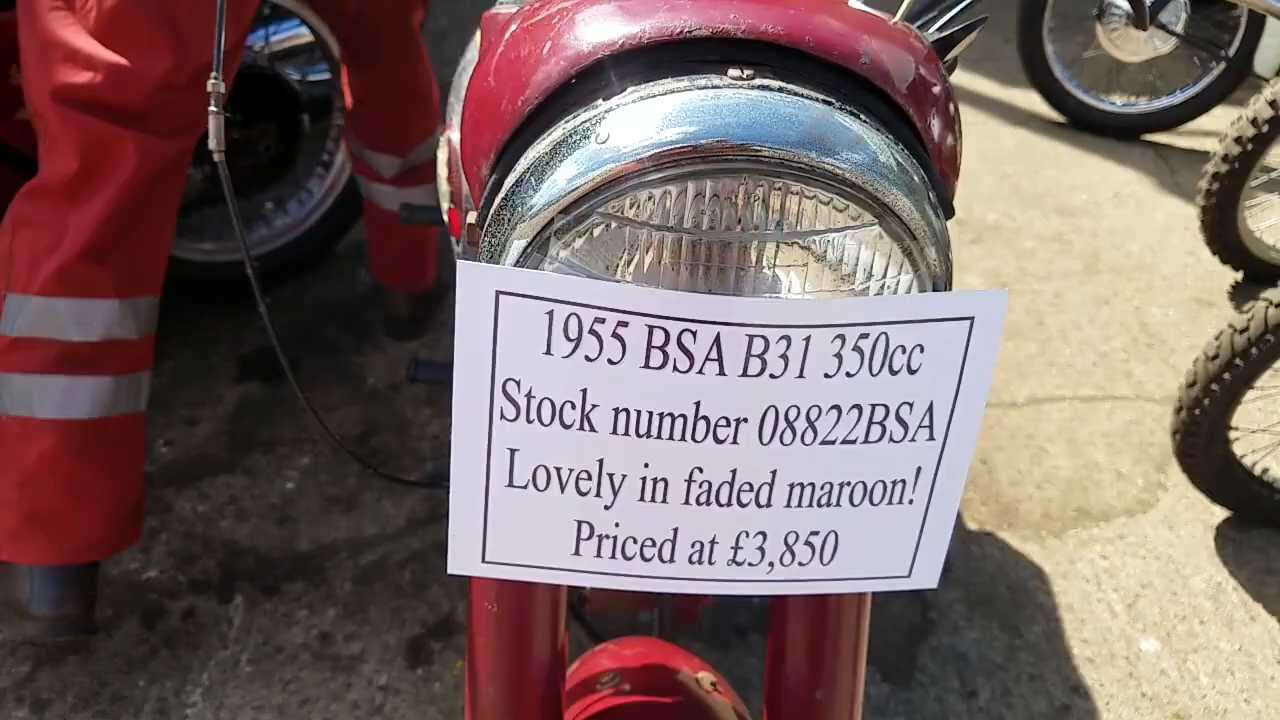 1955 BSA B31 350cc
Stock number 08822BSA
Lovely in faded maroon!
Priced at £3,850